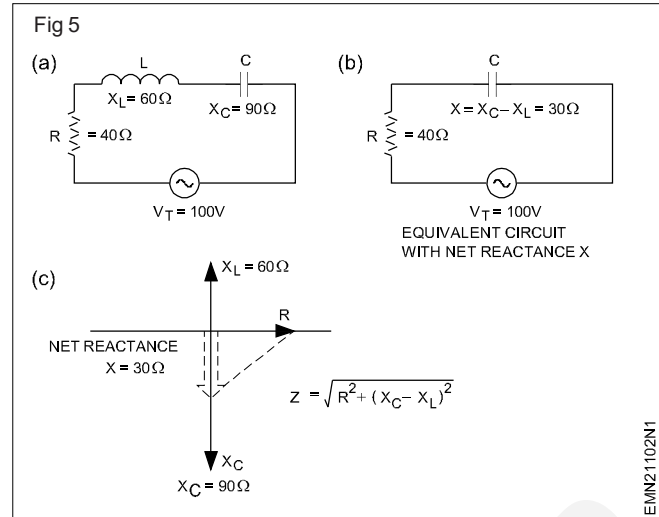 Fig 5
(a)
L
X_L = 60Ω
C
X_C = 90Ω
R
= 40Ω
V_T = 100V
(b)
C
X = X_C – X_L = 30Ω
R
= 40Ω
V_T = 100V
EQUIVALENT CIRCUIT
WITH NET REACTANCE X
(c)
X_L = 60Ω
R
NET REACTANCE
X = 30Ω
Z = √R² + (X_C – X_L)²
X_C
X_C = 90Ω
EMN21102N1